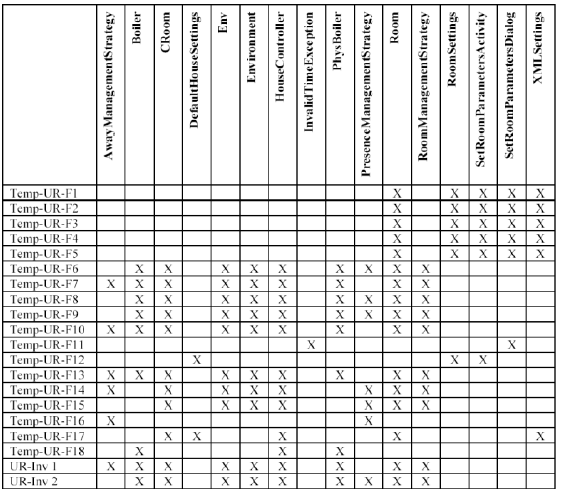 AwayManagementStrategy
Boiler
CRoom
DefaultHouseSettings
Env
Environment
HouseController
InvalidTimeException
PhysBoiler
PresenceManagementStrategy
Room
RoomManagementStrategy
RoomSettings
SetRoomParametersActivity
SetRoomParametersDialog
XMLSettings
Temp-UR-F1 X X X X X
Temp-UR-F2 X X X X X
Temp-UR-F3 X X X X X
Temp-UR-F4 X X X X X
Temp-UR-F5 X X X X X
Temp-UR-F6 X X X X X X X X X
Temp-UR-F7 X X X X X X X X X
Temp-UR-F8 X X X X X X X X X
Temp-UR-F9 X X X X X X X X X
Temp-UR-F10 X X X X X X X X X
Temp-UR-F11 X X
Temp-UR-F12 X X X
Temp-UR-F13 X X X X X X X X X
Temp-UR-F14 X X X X X X X X
Temp-UR-F15 X X X X X X X
Temp-UR-F16 X X
Temp-UR-F17 X X X X X
Temp-UR-F18 X X X
UR-Inv 1 X X X X X X X X X
UR-Inv 2 X X X X X X X X X